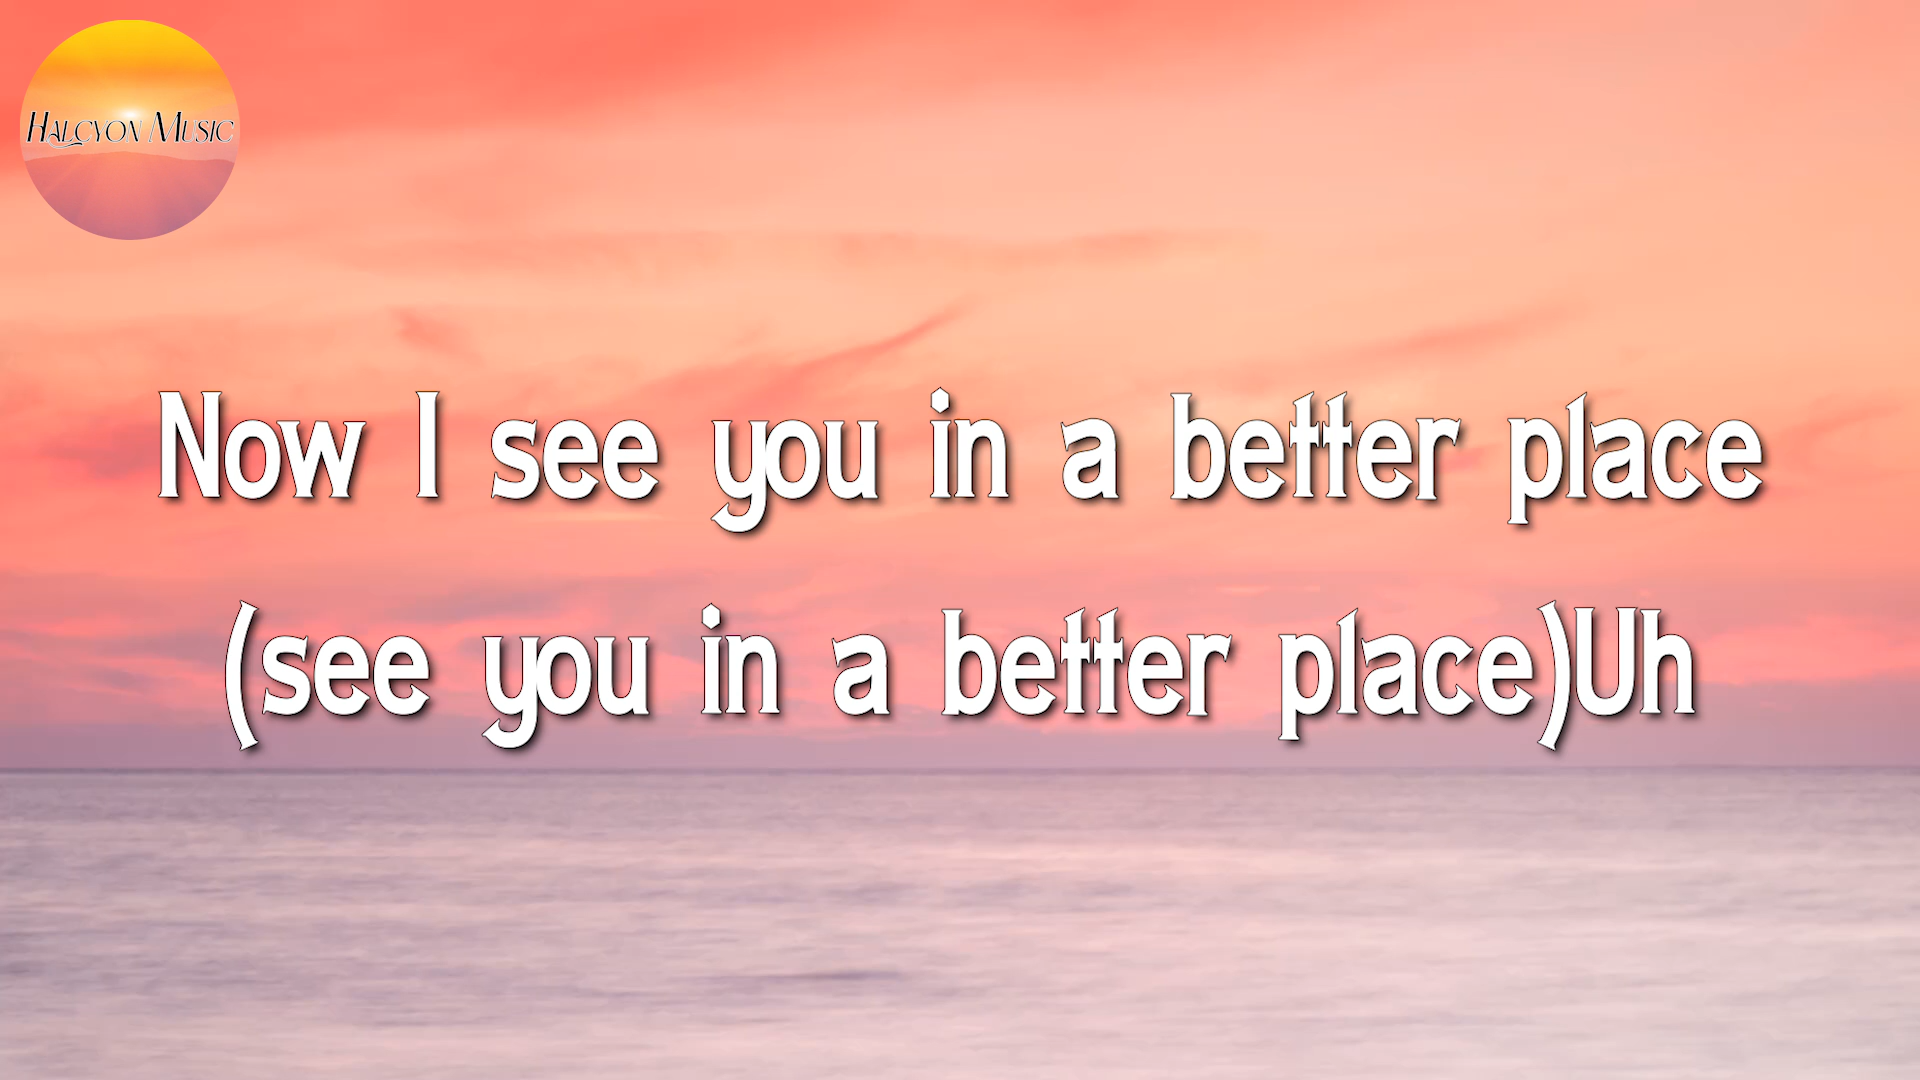 Halcyon Music
Now I see you in a better place
(see you in a better place)Uh